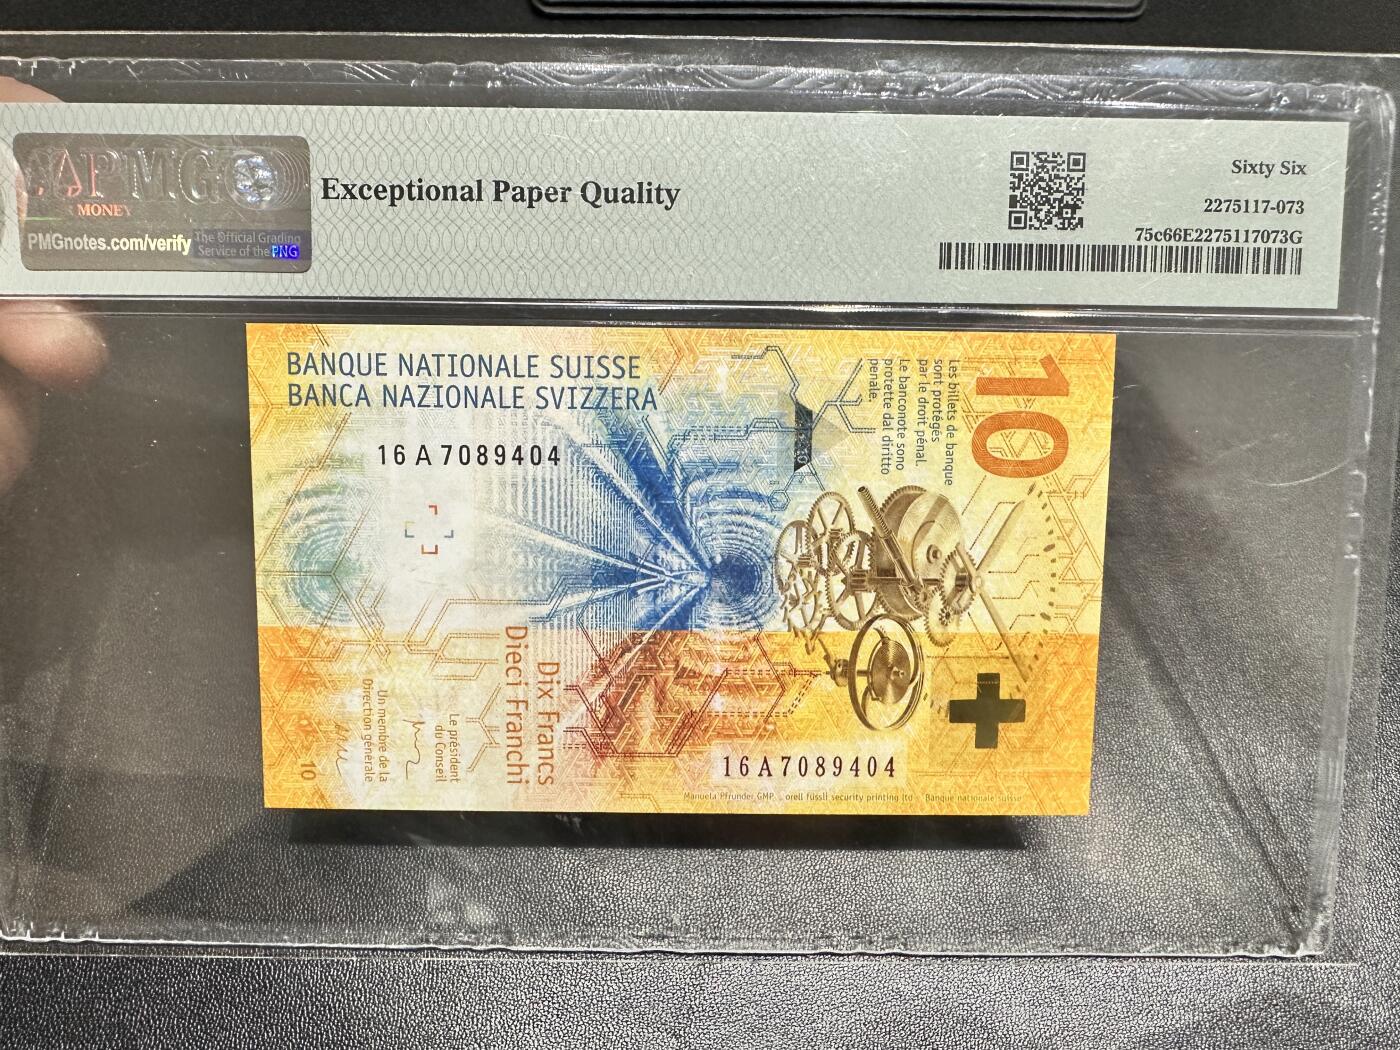 PMG
MONEY
PMGnotes.com/verify
The Official Grading
Service of the PNG
Exceptional Paper Quality
Sixty Six
2275117-073
75c66E2275117073G
BANQUE NATIONALE SUISSE
BANCA NAZIONALE SVIZZERA
16 A 7089404
10
Les billets de banque
sont protégés
par le droit pénal.
Le banconote sono
protette dal diritto
penale.
Dix Francs
Dieci Franchi
Le président
du Conseil
Un membre de la
Direction générale
10
16A7089404
Manuela Pfrunder GMP orell füssli security printing ltd Banque nationale suisse